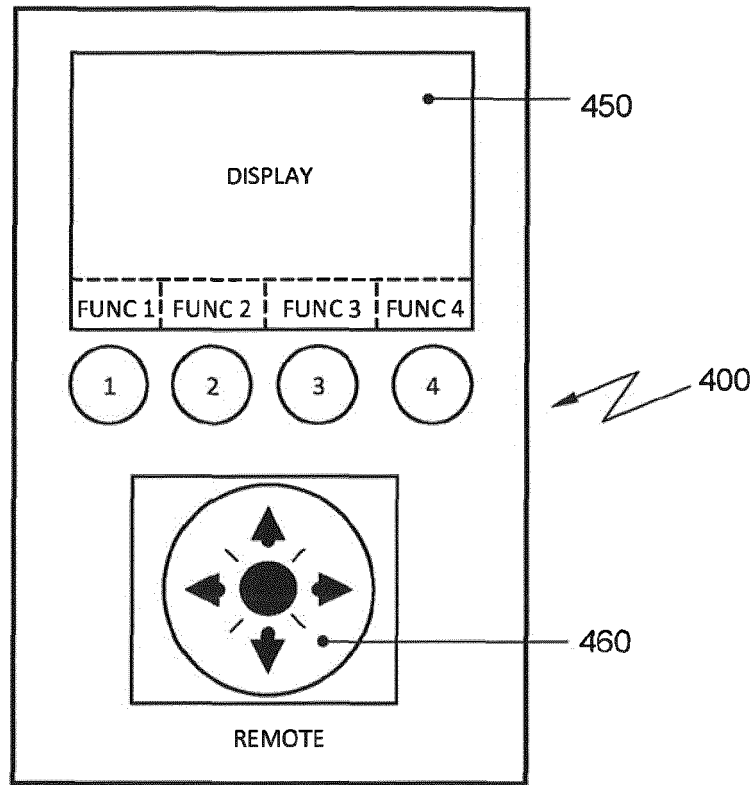 450
DISPLAY
FUNC 1 FUNC 2 FUNC 3 FUNC 4
1 2 3 4
400
460
REMOTE